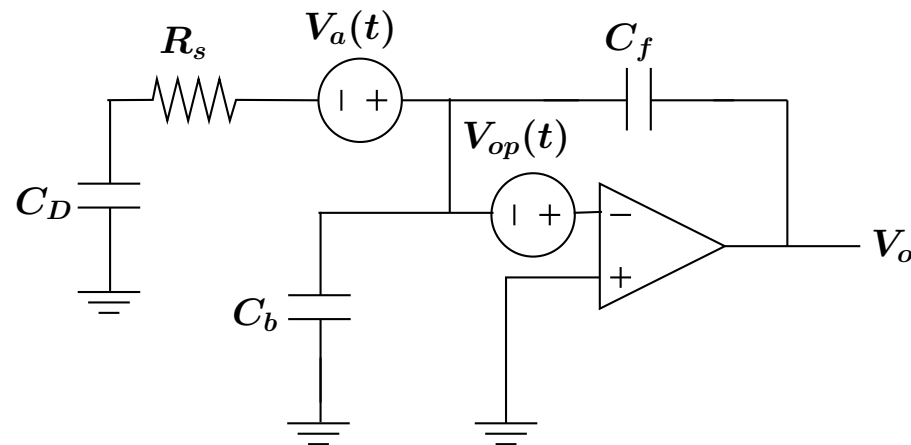 V_a(t)
R_s
C_f
V_op(t)
C_D
V_o
C_b